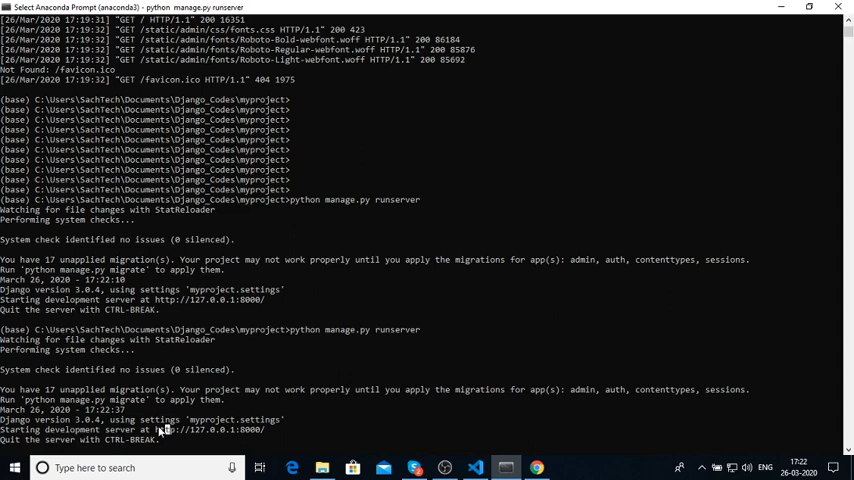 Select Anaconda Prompt (anaconda3) - python  manage.py runserver
[26/Mar/2020 17:19:31] "GET / HTTP/1.1" 200 16351
[26/Mar/2020 17:19:32] "GET /static/admin/css/fonts.css HTTP/1.1" 200 423
[26/Mar/2020 17:19:32] "GET /static/admin/fonts/Roboto-Bold-webfont.woff HTTP/1.1" 200 86184
[26/Mar/2020 17:19:32] "GET /static/admin/fonts/Roboto-Regular-webfont.woff HTTP/1.1" 200 85876
[26/Mar/2020 17:19:32] "GET /static/admin/fonts/Roboto-Light-webfont.woff HTTP/1.1" 200 85692
Not Found: /favicon.ico
[26/Mar/2020 17:19:32] "GET /favicon.ico HTTP/1.1" 404 1975
(base) C:\Users\SachTech\Documents\Django_Codes\myproject>
(base) C:\Users\SachTech\Documents\Django_Codes\myproject>
(base) C:\Users\SachTech\Documents\Django_Codes\myproject>
(base) C:\Users\SachTech\Documents\Django_Codes\myproject>
(base) C:\Users\SachTech\Documents\Django_Codes\myproject>
(base) C:\Users\SachTech\Documents\Django_Codes\myproject>
(base) C:\Users\SachTech\Documents\Django_Codes\myproject>
(base) C:\Users\SachTech\Documents\Django_Codes\myproject>
(base) C:\Users\SachTech\Documents\Django_Codes\myproject>
(base) C:\Users\SachTech\Documents\Django_Codes\myproject>
(base) C:\Users\SachTech\Documents\Django_Codes\myproject>python manage.py runserver
Watching for file changes with StatReloader
Performing system checks...
System check identified no issues (0 silenced).
You have 17 unapplied migration(s). Your project may not work properly until you apply the migrations for app(s): admin, auth, contenttypes, sessions.
Run 'python manage.py migrate' to apply them.
March 26, 2020 - 17:22:10
Django version 3.0.4, using settings 'myproject.settings'
Starting development server at http://127.0.0.1:8000/
Quit the server with CTRL-BREAK.
(base) C:\Users\SachTech\Documents\Django_Codes\myproject>python manage.py runserver
Watching for file changes with StatReloader
Performing system checks...
System check identified no issues (0 silenced).
You have 17 unapplied migration(s). Your project may not work properly until you apply the migrations for app(s): admin, auth, contenttypes, sessions.
Run 'python manage.py migrate' to apply them.
March 26, 2020 - 17:22:37
Django version 3.0.4, using settings 'myproject.settings'
Starting development server at http://127.0.0.1:8000/
Quit the server with CTRL-BREAK.
Type here to search
ENG
17:22
26-03-2020